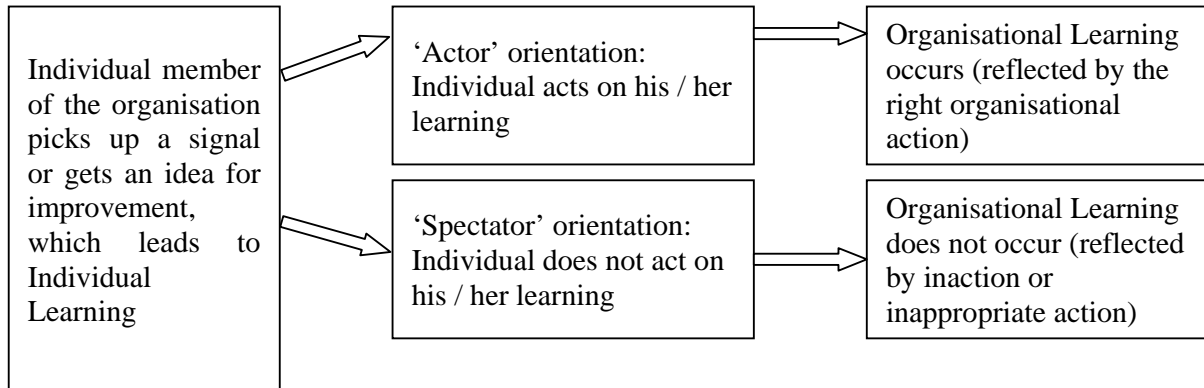 Individual member
of the organisation
picks up a signal
or gets an idea for
improvement,
which leads to
Individual
Learning
‘Actor’ orientation:
Individual acts on his / her
learning
Organisational Learning
occurs (reflected by the
right organisational
action)
‘Spectator’ orientation:
Individual does not act on
his / her learning
Organisational Learning
does not occur (reflected
by inaction or
inappropriate action)